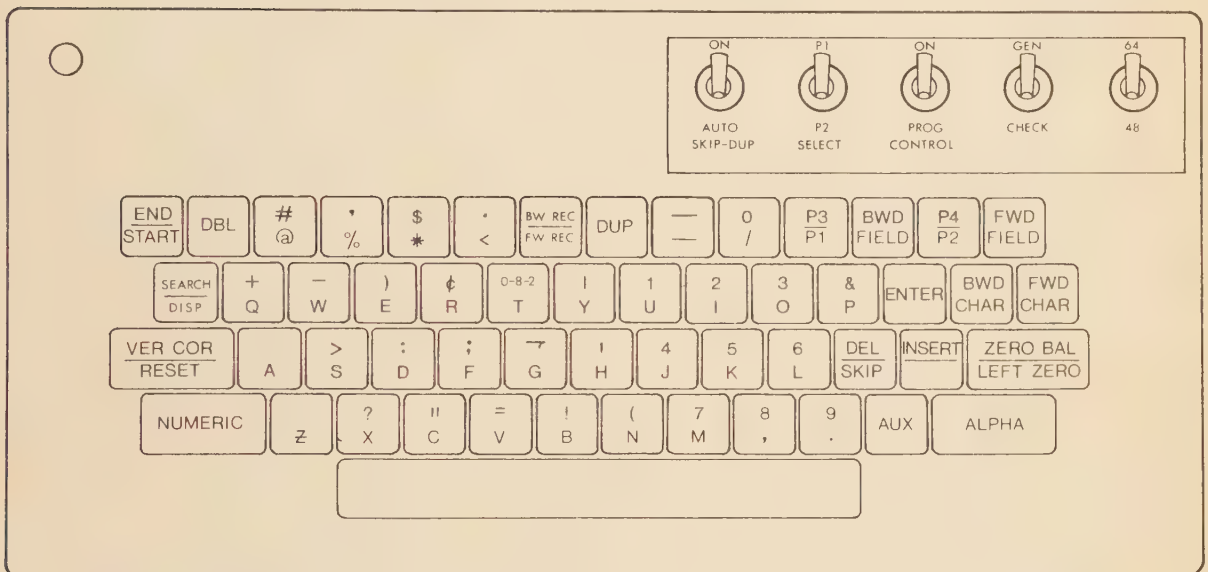 ON P1 ON GEN 64
AUTO P2 PROG CHECK 48
SKIP-DUP SELECT CONTROL
END # ' $ . BW REC — 0 P3 BWD P4 FWD
START DBL @ % * < FW REC DUP — / P1 FIELD P2 FIELD
SEARCH + – ) ¢ 0-8-2 | 1 2 3 & ENTER BWD FWD
DISP Q W E R T Y U I O P CHAR CHAR
VER COR > : ; ¬ ' 4 5 6 DEL INSERT ZERO BAL
RESET A S D F G H J K L SKIP LEFT ZERO
NUMERIC ? " = ! ( 7 8 9 AUX ALPHA
Z X C V B N M , .